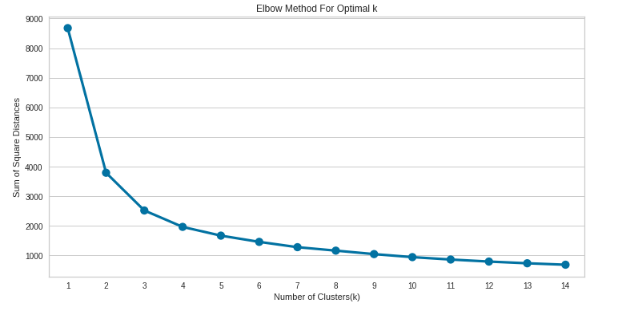 Elbow Method For Optimal k
9000
8000
7000
6000
5000
4000
3000
2000
1000
Sum of Square Distances
1 2 3 4 5 6 7 8 9 10 11 12 13 14
Number of Clusters(k)